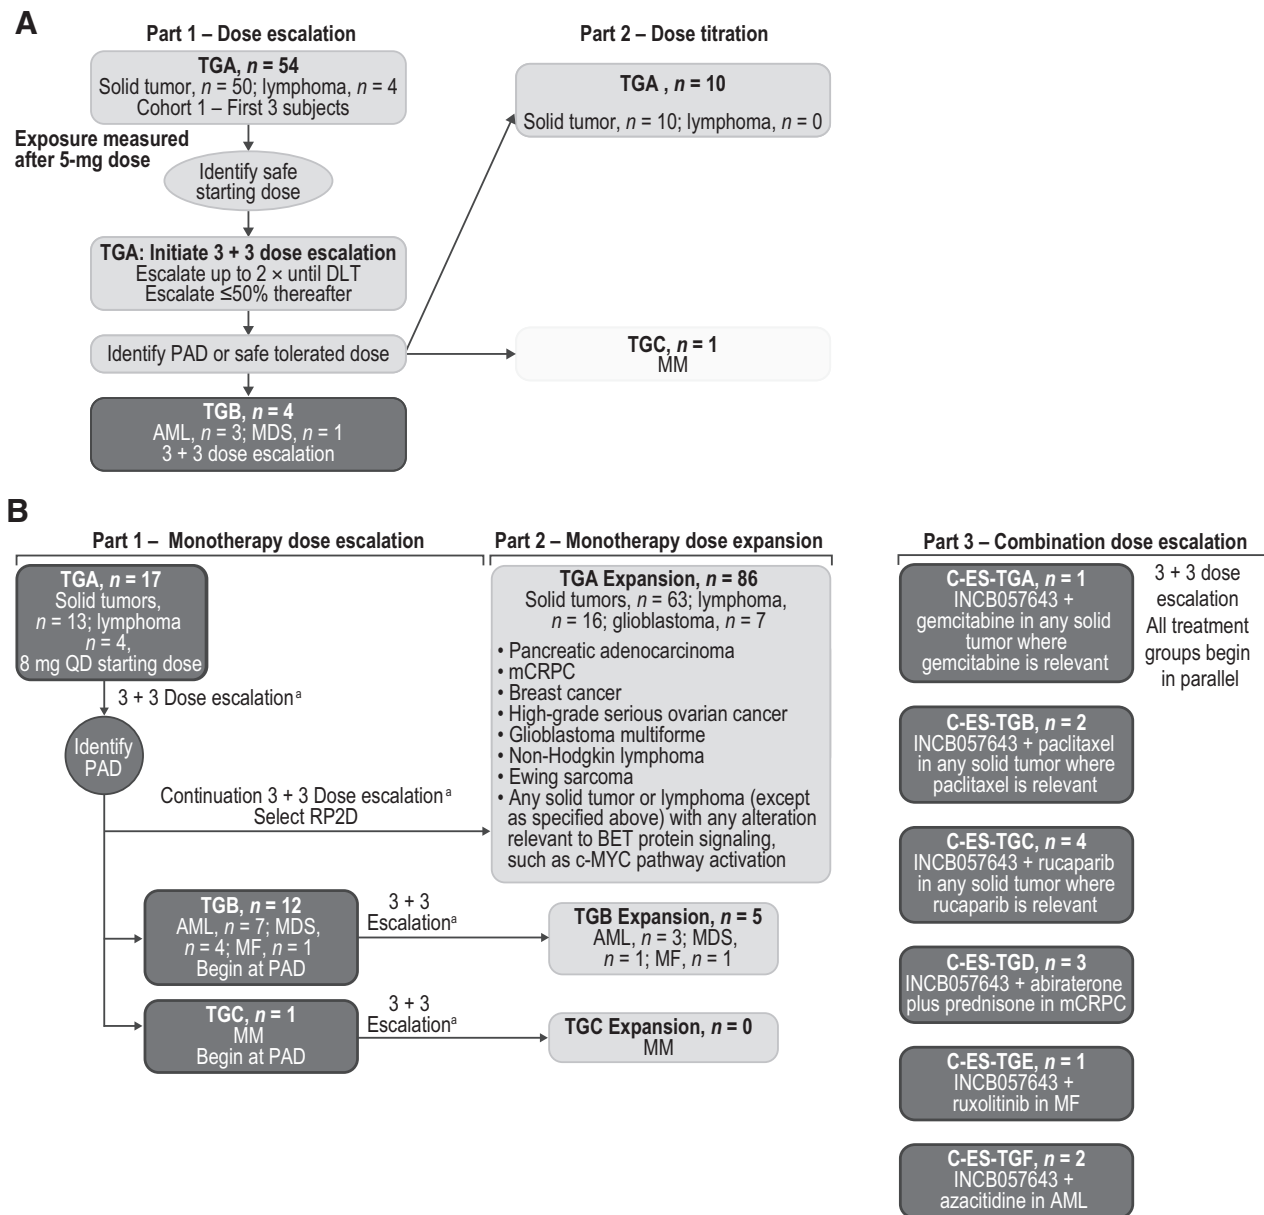 A
Part 1 – Dose escalation
TGA, n = 54
Solid tumor, n = 50; lymphoma, n = 4
Cohort 1 – First 3 subjects
Exposure measured
after 5-mg dose
Identify safe
starting dose
TGA: Initiate 3 + 3 dose escalation
Escalate up to 2 × until DLT
Escalate ≤50% thereafter
Identify PAD or safe tolerated dose
TGB, n = 4
AML, n = 3; MDS, n = 1
3 + 3 dose escalation
Part 2 – Dose titration
TGA , n = 10
Solid tumor, n = 10; lymphoma, n = 0
TGC, n = 1
MM
B
Part 1 – Monotherapy dose escalation
TGA, n = 17
Solid tumors,
n = 13; lymphoma
n = 4,
8 mg QD starting dose
3 + 3 Dose escalation a
Identify
PAD
Continuation 3 + 3 Dose escalation a
Select RP2D
TGB, n = 12
AML, n = 7; MDS,
n = 4; MF, n = 1
Begin at PAD
3 + 3
Escalationa
TGC, n = 1
MM
Begin at PAD
3 + 3
Escalationa
Part 2 – Monotherapy dose expansion
TGA Expansion, n = 86
Solid tumors, n = 63; lymphoma,
n = 16; glioblastoma, n = 7
• Pancreatic adenocarcinoma
• mCRPC
• Breast cancer
• High-grade serious ovarian cancer
• Glioblastoma multiforme
• Non-Hodgkin lymphoma
• Ewing sarcoma
• Any solid tumor or lymphoma (except
as specified above) with any alteration
relevant to BET protein signaling,
such as c-MYC pathway activation
TGB Expansion, n = 5
AML, n = 3; MDS,
n = 1; MF, n = 1
TGC Expansion, n = 0
MM
Part 3 – Combination dose escalation
C-ES-TGA, n = 1
INCB057643 +
gemcitabine in any solid
tumor where
gemcitabine is relevant
3 + 3 dose
escalation
All treatment
groups begin
in parallel
C-ES-TGB, n = 2
INCB057643 + paclitaxel
in any solid tumor where
paclitaxel is relevant
C-ES-TGC, n = 4
INCB057643 + rucaparib
in any solid tumor where
rucaparib is relevant
C-ES-TGD, n = 3
INCB057643 + abiraterone
plus prednisone in mCRPC
C-ES-TGE, n = 1
INCB057643 +
ruxolitinib in MF
C-ES-TGF, n = 2
INCB057643 +
azacitidine in AML